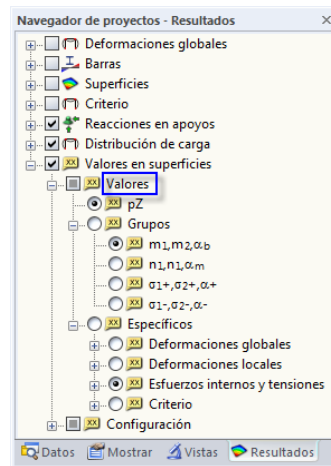 Navegador de proyectos - Resultados
Deformaciones globales
Barras
Superficies
Criterio
Reacciones en apoyos
Distribución de carga
Valores en superficies
Valores
pZ
Grupos
m1,m2,αb
n1,n1,αm
σ1+,σ2+,α+
σ1-,σ2-,α-
Específicos
Deformaciones globales
Deformaciones locales
Esfuerzos internos y tensiones
Criterio
Configuración
Datos Mostrar Vistas Resultados